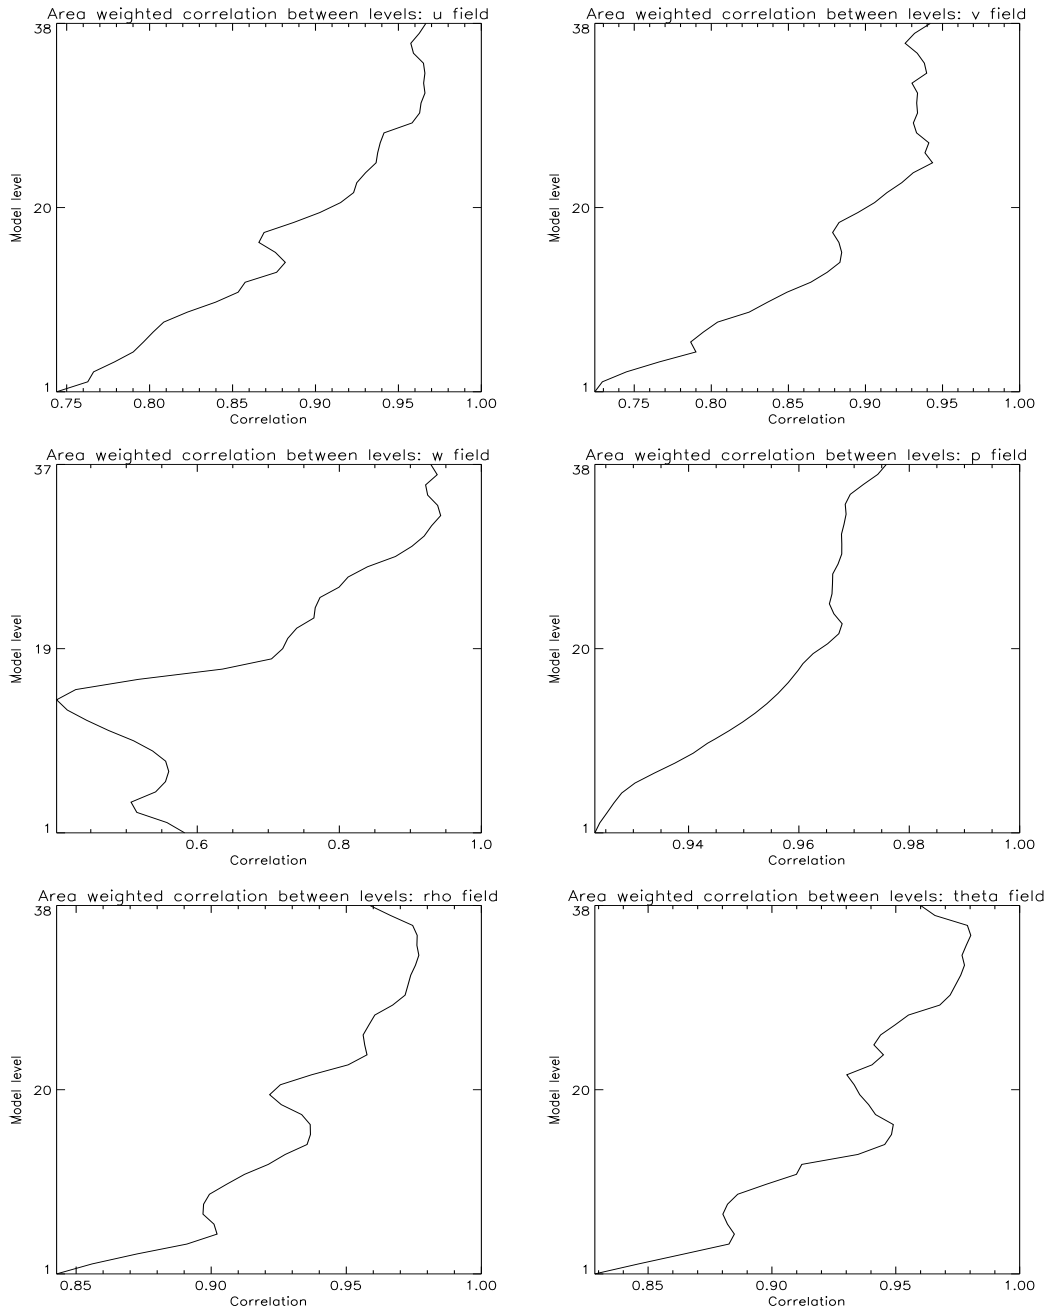 Area weighted correlation between levels: u field
38
20
1
Model level
0.75 0.80 0.85 0.90 0.95 1.00
Correlation
Area weighted correlation between levels: v field
38
20
1
Model level
0.75 0.80 0.85 0.90 0.95 1.00
Correlation
Area weighted correlation between levels: w field
37
19
1
Model level
0.6 0.8 1.0
Correlation
Area weighted correlation between levels: p field
38
20
1
Model level
0.94 0.96 0.98 1.00
Correlation
Area weighted correlation between levels: rho field
38
20
1
Model level
0.85 0.90 0.95 1.00
Correlation
Area weighted correlation between levels: theta field
38
20
1
Model level
0.85 0.90 0.95 1.00
Correlation